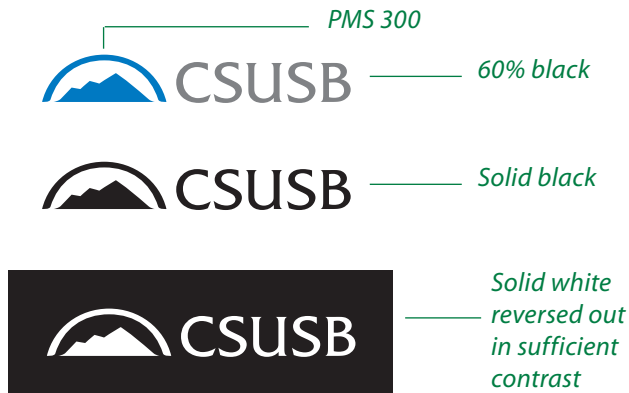 PMS 300
CSUSB
60% black
CSUSB
Solid black
CSUSB
Solid white
reversed out
in sufficient
contrast